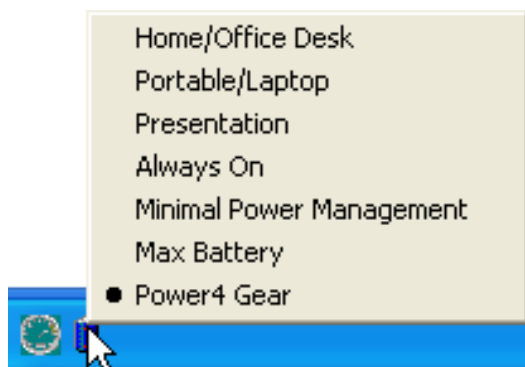 Home/Office Desk
Portable/Laptop
Presentation
Always On
Minimal Power Management
Max Battery
Power4 Gear